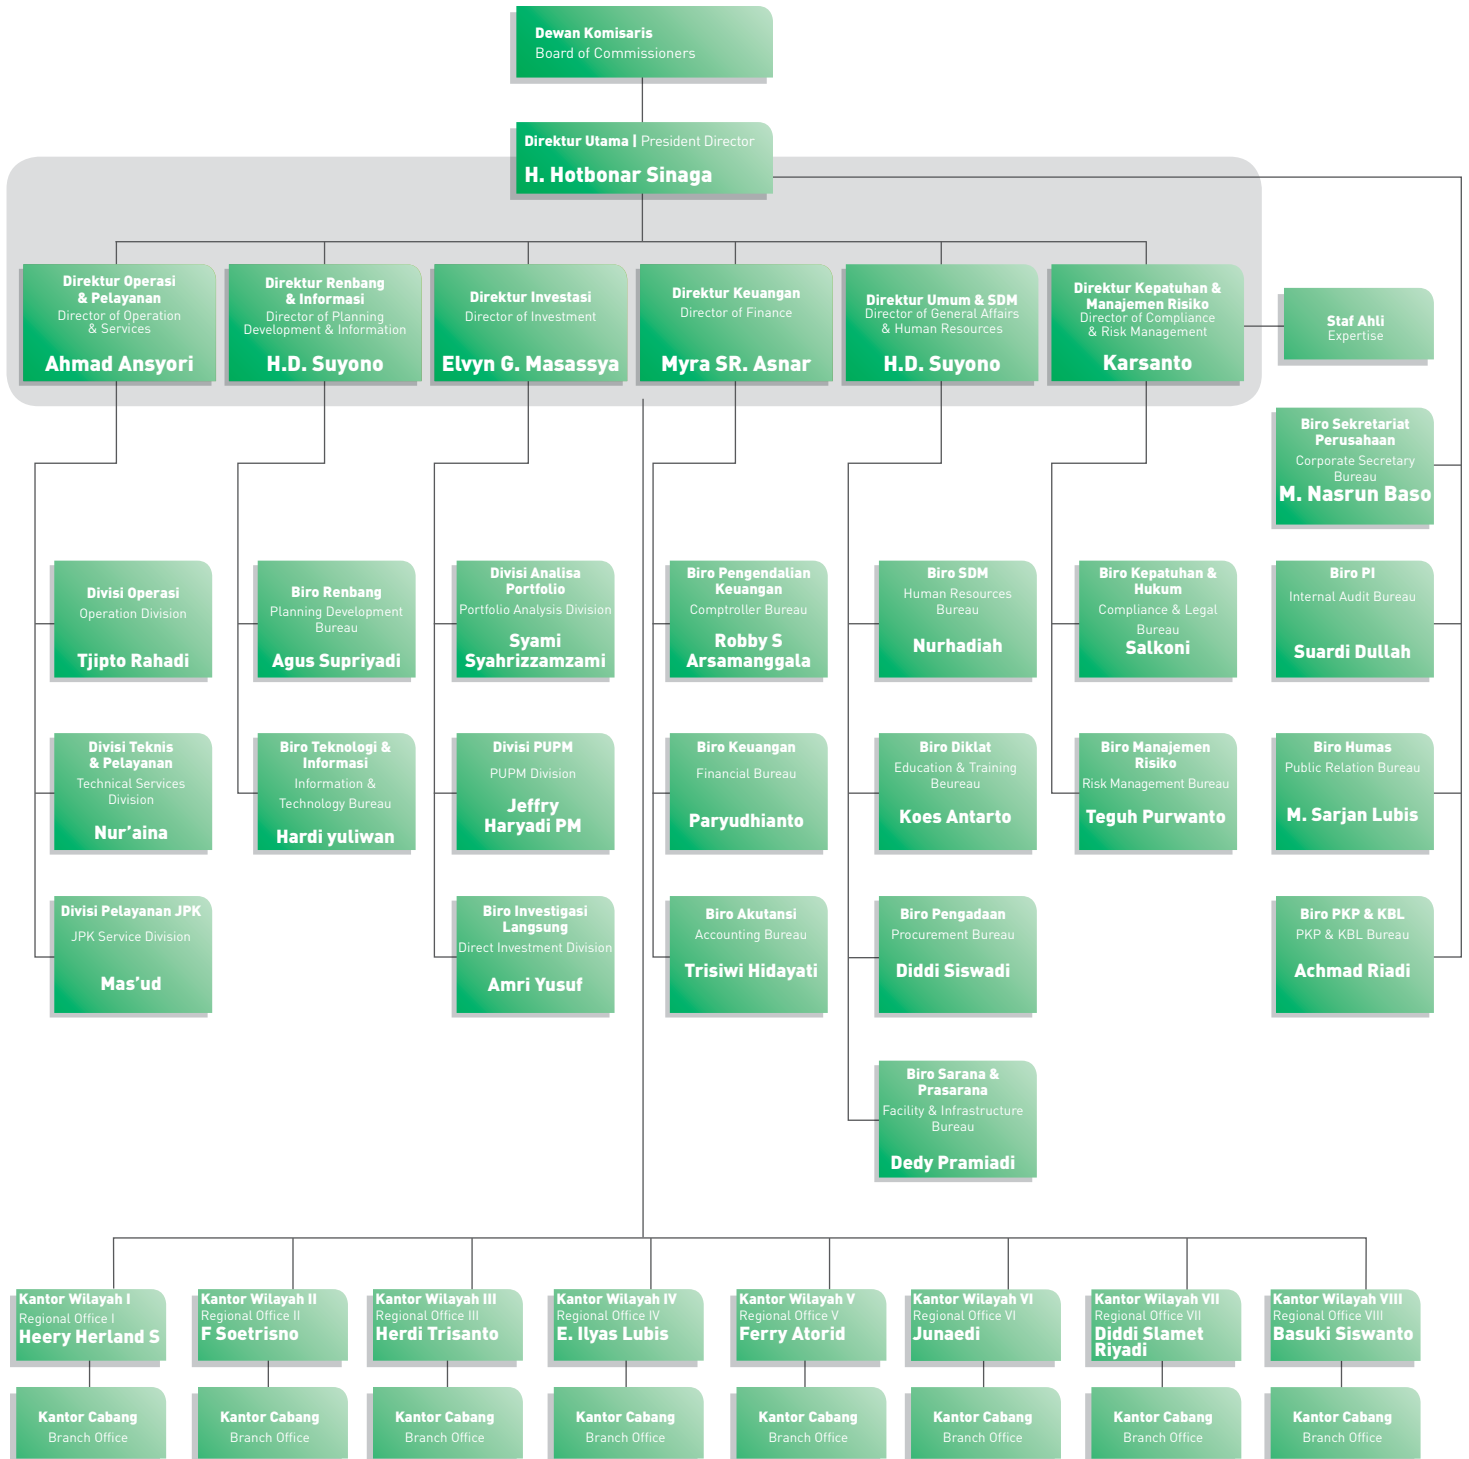 Dewan Komisaris
Board of Commissioners
Direktur Utama | President Director
H. Hotbonar Sinaga
Direktur Operasi
& Pelayanan
Director of Operation
& Services
Ahmad Ansyori
Direktur Renbang
& Informasi
Director of Planning
Development & Information
H.D. Suyono
Direktur Investasi
Director of Investment
Elvyn G. Masassya
Direktur Keuangan
Director of Finance
Myra SR. Asnar
Direktur Umum & SDM
Director of General Affairs
& Human Resources
H.D. Suyono
Direktur Kepatuhan &
Manajemen Risiko
Director of Compliance
& Risk Management
Karsanto
Staf Ahli
Expertise
Biro Sekretariat
Perusahaan
Corporate Secretary
Bureau
M. Nasrun Baso
Divisi Operasi
Operation Division
Tjipto Rahadi
Biro Renbang
Planning Development
Bureau
Agus Supriyadi
Divisi Analisa
Portfolio
Portfolio Analysis Division
Syami
Syahrizzamzami
Biro Pengendalian
Keuangan
Comptroller Bureau
Robby S
Arsamanggala
Biro SDM
Human Resources
Bureau
Nurhadiah
Biro Kepatuhan &
Hukum
Compliance & Legal
Bureau
Salkoni
Biro PI
Internal Audit Bureau
Suardi Dullah
Divisi Teknis
& Pelayanan
Technical Services
Division
Nur’aina
Biro Teknologi &
Informasi
Information &
Technology Bureau
Hardi yuliwan
Divisi PUPM
PUPM Division
Jeffry
Haryadi PM
Biro Keuangan
Financial Bureau
Paryudhianto
Biro Diklat
Education & Training
Beureau
Koes Antarto
Biro Manajemen
Risiko
Risk Management Bureau
Teguh Purwanto
Biro Humas
Public Relation Bureau
M. Sarjan Lubis
Divisi Pelayanan JPK
JPK Service Division
Mas’ud
Biro Investigasi
Langsung
Direct Investment Division
Amri Yusuf
Biro Akutansi
Accounting Bureau
Trisiwi Hidayati
Biro Pengadaan
Procurement Bureau
Diddi Siswadi
Biro PKP & KBL
PKP & KBL Bureau
Achmad Riadi
Biro Sarana &
Prasarana
Facility & Infrastructure
Bureau
Dedy Pramiadi
Kantor Wilayah I
Regional Office I
Heery Herland S
Kantor Wilayah II
Regional Office II
F Soetrisno
Kantor Wilayah III
Regional Office III
Herdi Trisanto
Kantor Wilayah IV
Regional Office IV
E. Ilyas Lubis
Kantor Wilayah V
Regional Office V
Ferry Atorid
Kantor Wilayah VI
Regional Office VI
Junaedi
Kantor Wilayah VII
Regional Office VII
Diddi Slamet
Riyadi
Kantor Wilayah VIII
Regional Office VIII
Basuki Siswanto
Kantor Cabang
Branch Office
Kantor Cabang
Branch Office
Kantor Cabang
Branch Office
Kantor Cabang
Branch Office
Kantor Cabang
Branch Office
Kantor Cabang
Branch Office
Kantor Cabang
Branch Office
Kantor Cabang
Branch Office